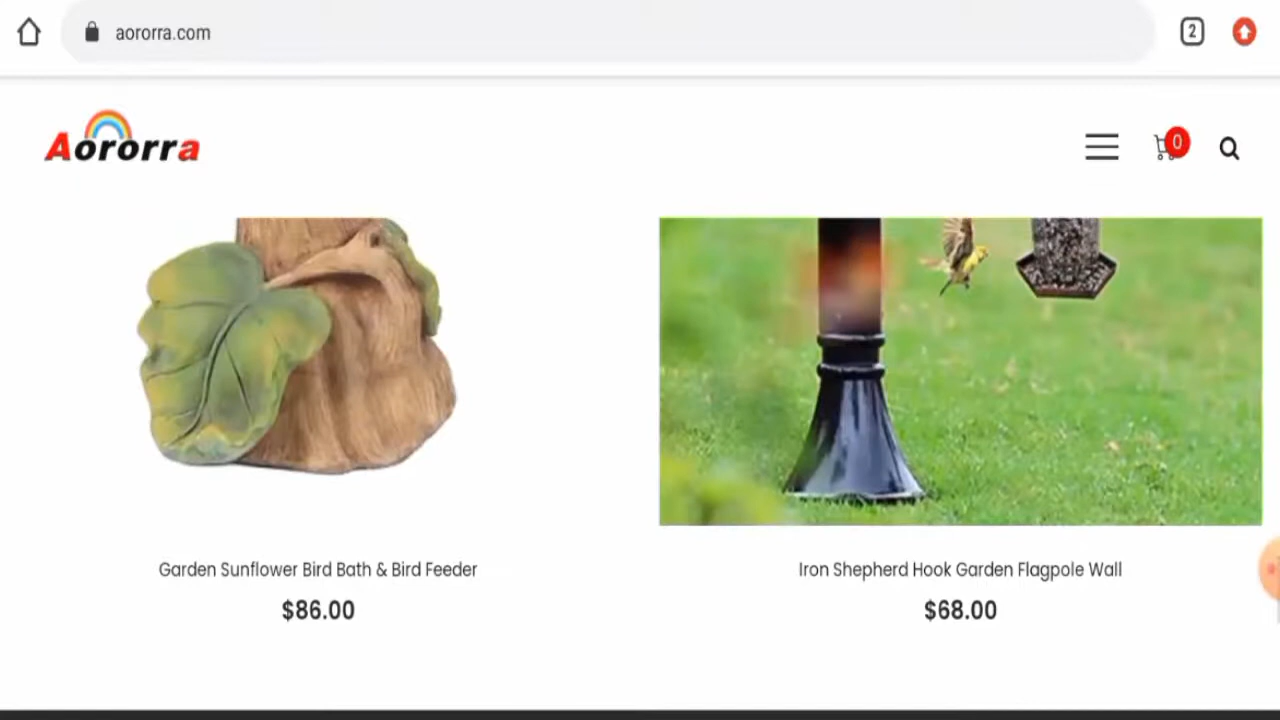 aororra.com
2
Aororra
0
Garden Sunflower Bird Bath & Bird Feeder
$86.00
Iron Shepherd Hook Garden Flagpole Wall
$68.00